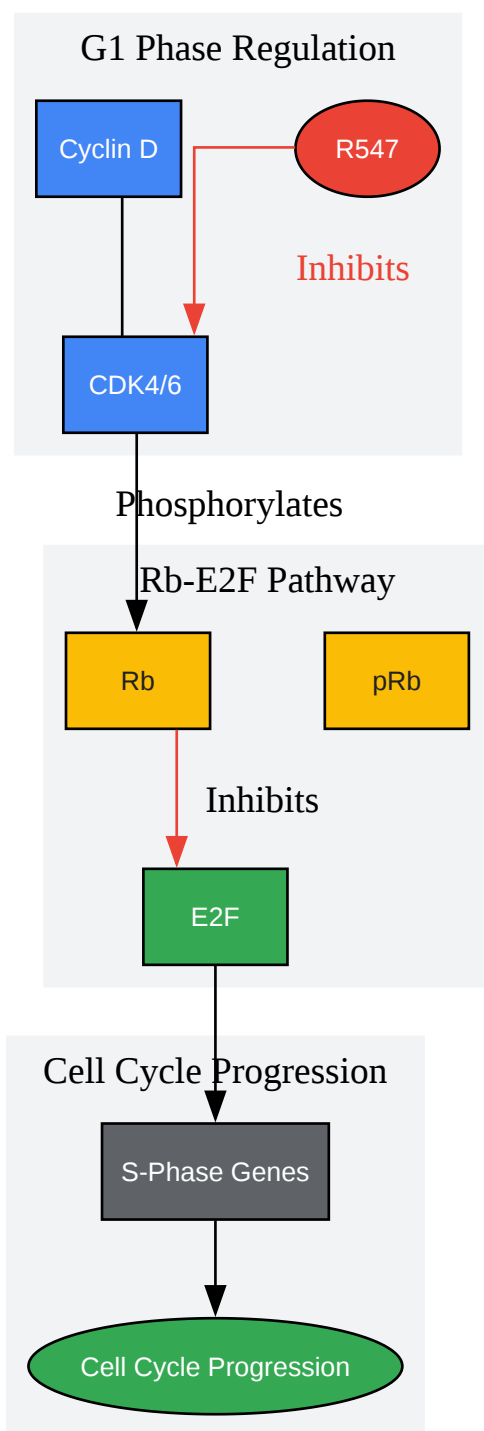 G1 Phase Regulation
Cyclin D
R547
Inhibits
CDK4/6
Phosphorylates
Rb-E2F Pathway
Rb
pRb
Inhibits
E2F
Cell Cycle Progression
S-Phase Genes
Cell Cycle Progression